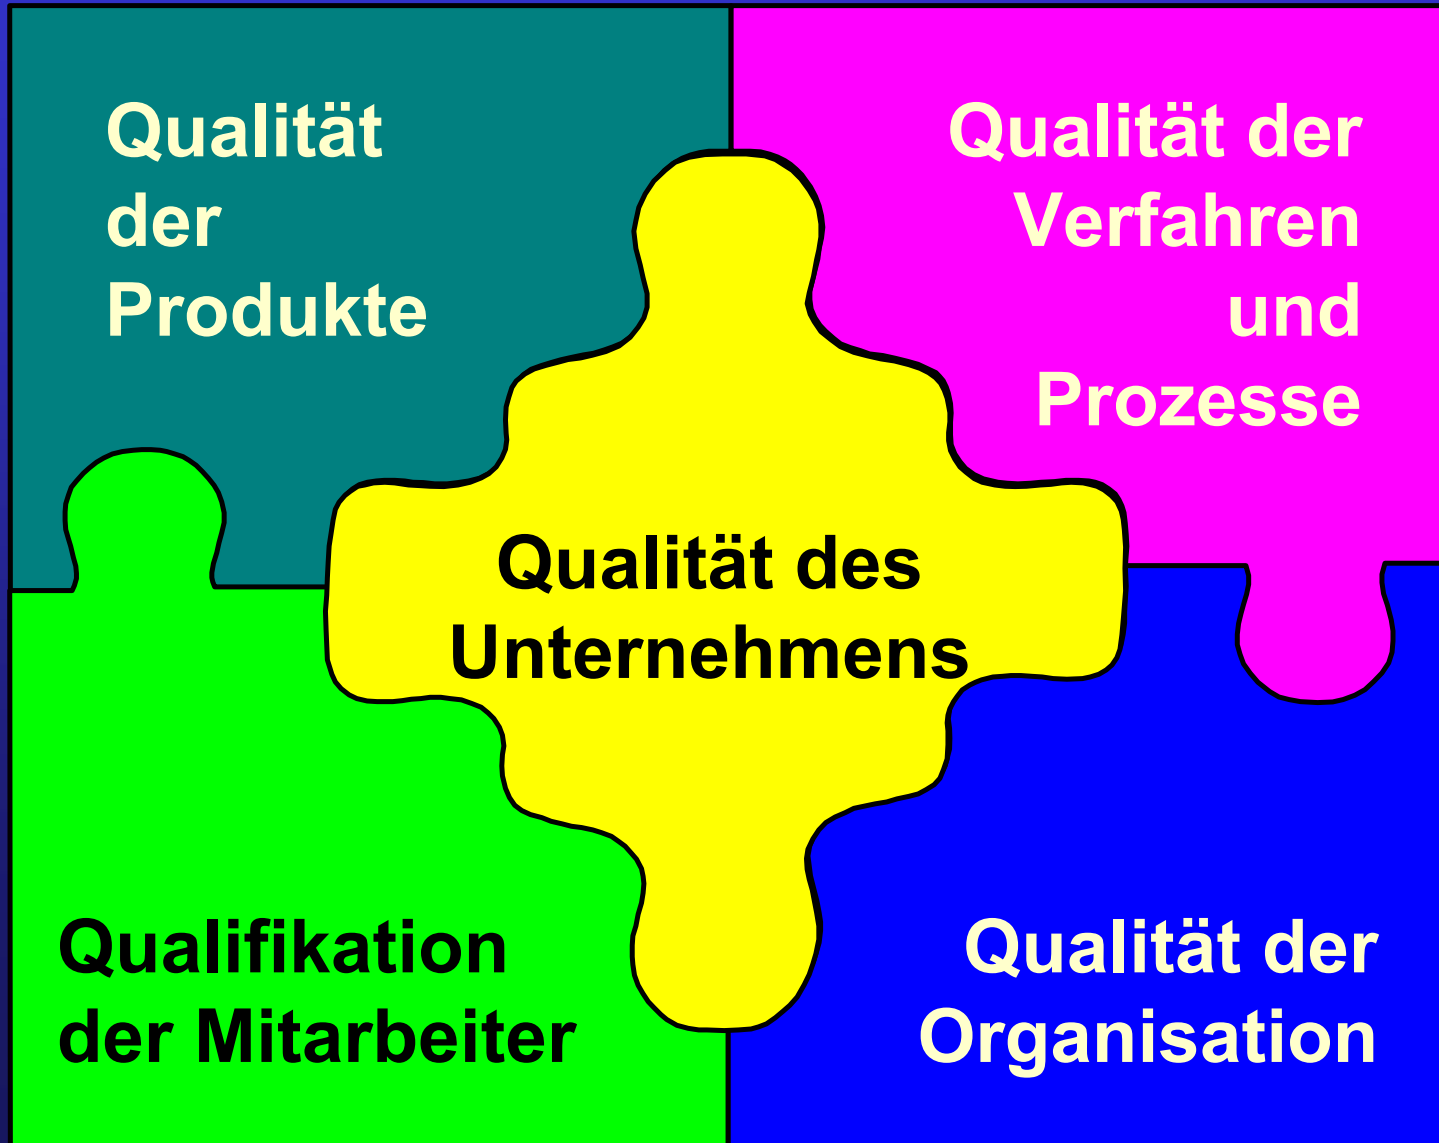 Qualität
der
Produkte
Qualität der
Verfahren
und
Prozesse
Qualität des
Unternehmens
Qualifikation
der Mitarbeiter
Qualität der
Organisation